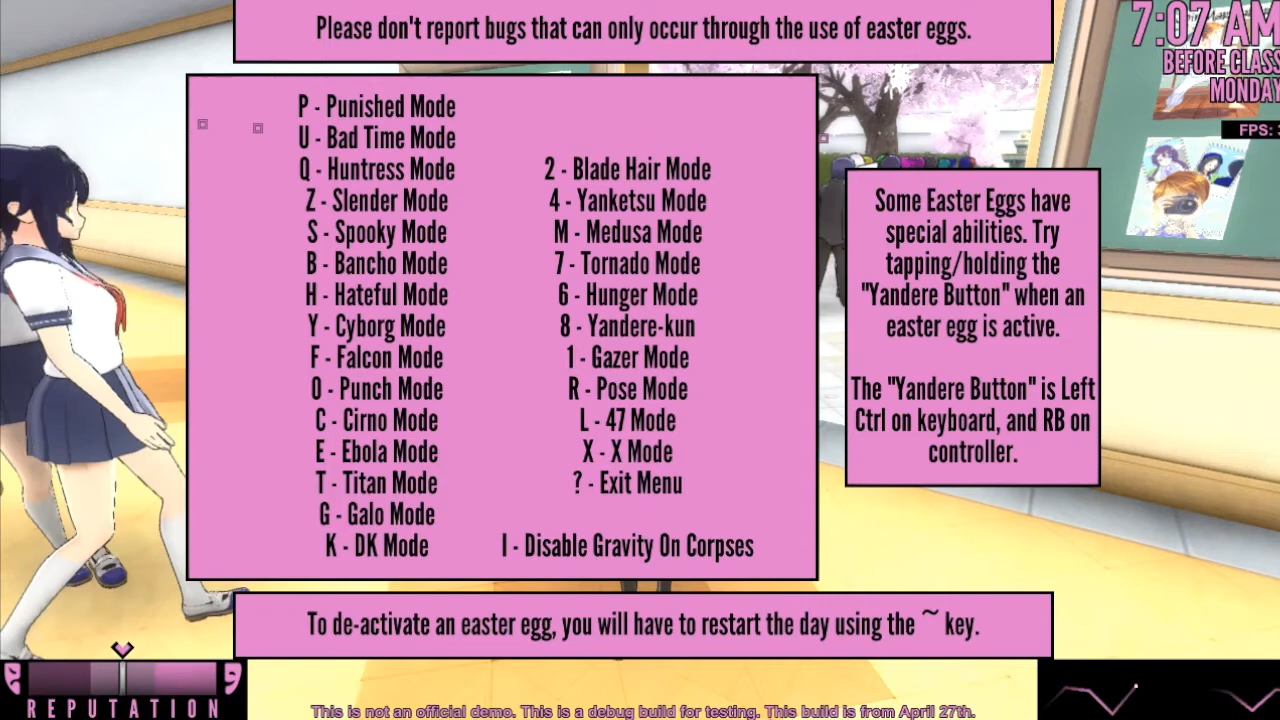 Please don't report bugs that can only occur through the use of easter eggs.
7:07 AM
BEFORE CLASS
MONDAY
FPS:
P - Punished Mode
U - Bad Time Mode
Q - Huntress Mode
Z - Slender Mode
S - Spooky Mode
B - Bancho Mode
H - Hateful Mode
Y - Cyborg Mode
F - Falcon Mode
O - Punch Mode
C - Cirno Mode
E - Ebola Mode
T - Titan Mode
G - Galo Mode
K - DK Mode
2 - Blade Hair Mode
4 - Yanketsu Mode
M - Medusa Mode
7 - Tornado Mode
6 - Hunger Mode
8 - Yandere-kun
1 - Gazer Mode
R - Pose Mode
L - 47 Mode
X - X Mode
? - Exit Menu
I - Disable Gravity On Corpses
Some Easter Eggs have
special abilities. Try
tapping/holding the
"Yandere Button" when an
easter egg is active.
The "Yandere Button" is Left
Ctrl on keyboard, and RB on
controller.
To de-activate an easter egg, you will have to restart the day using the ~ key.
REPUTATION
This is not an official demo. This is a debug build for testing. This build is from April 27th.